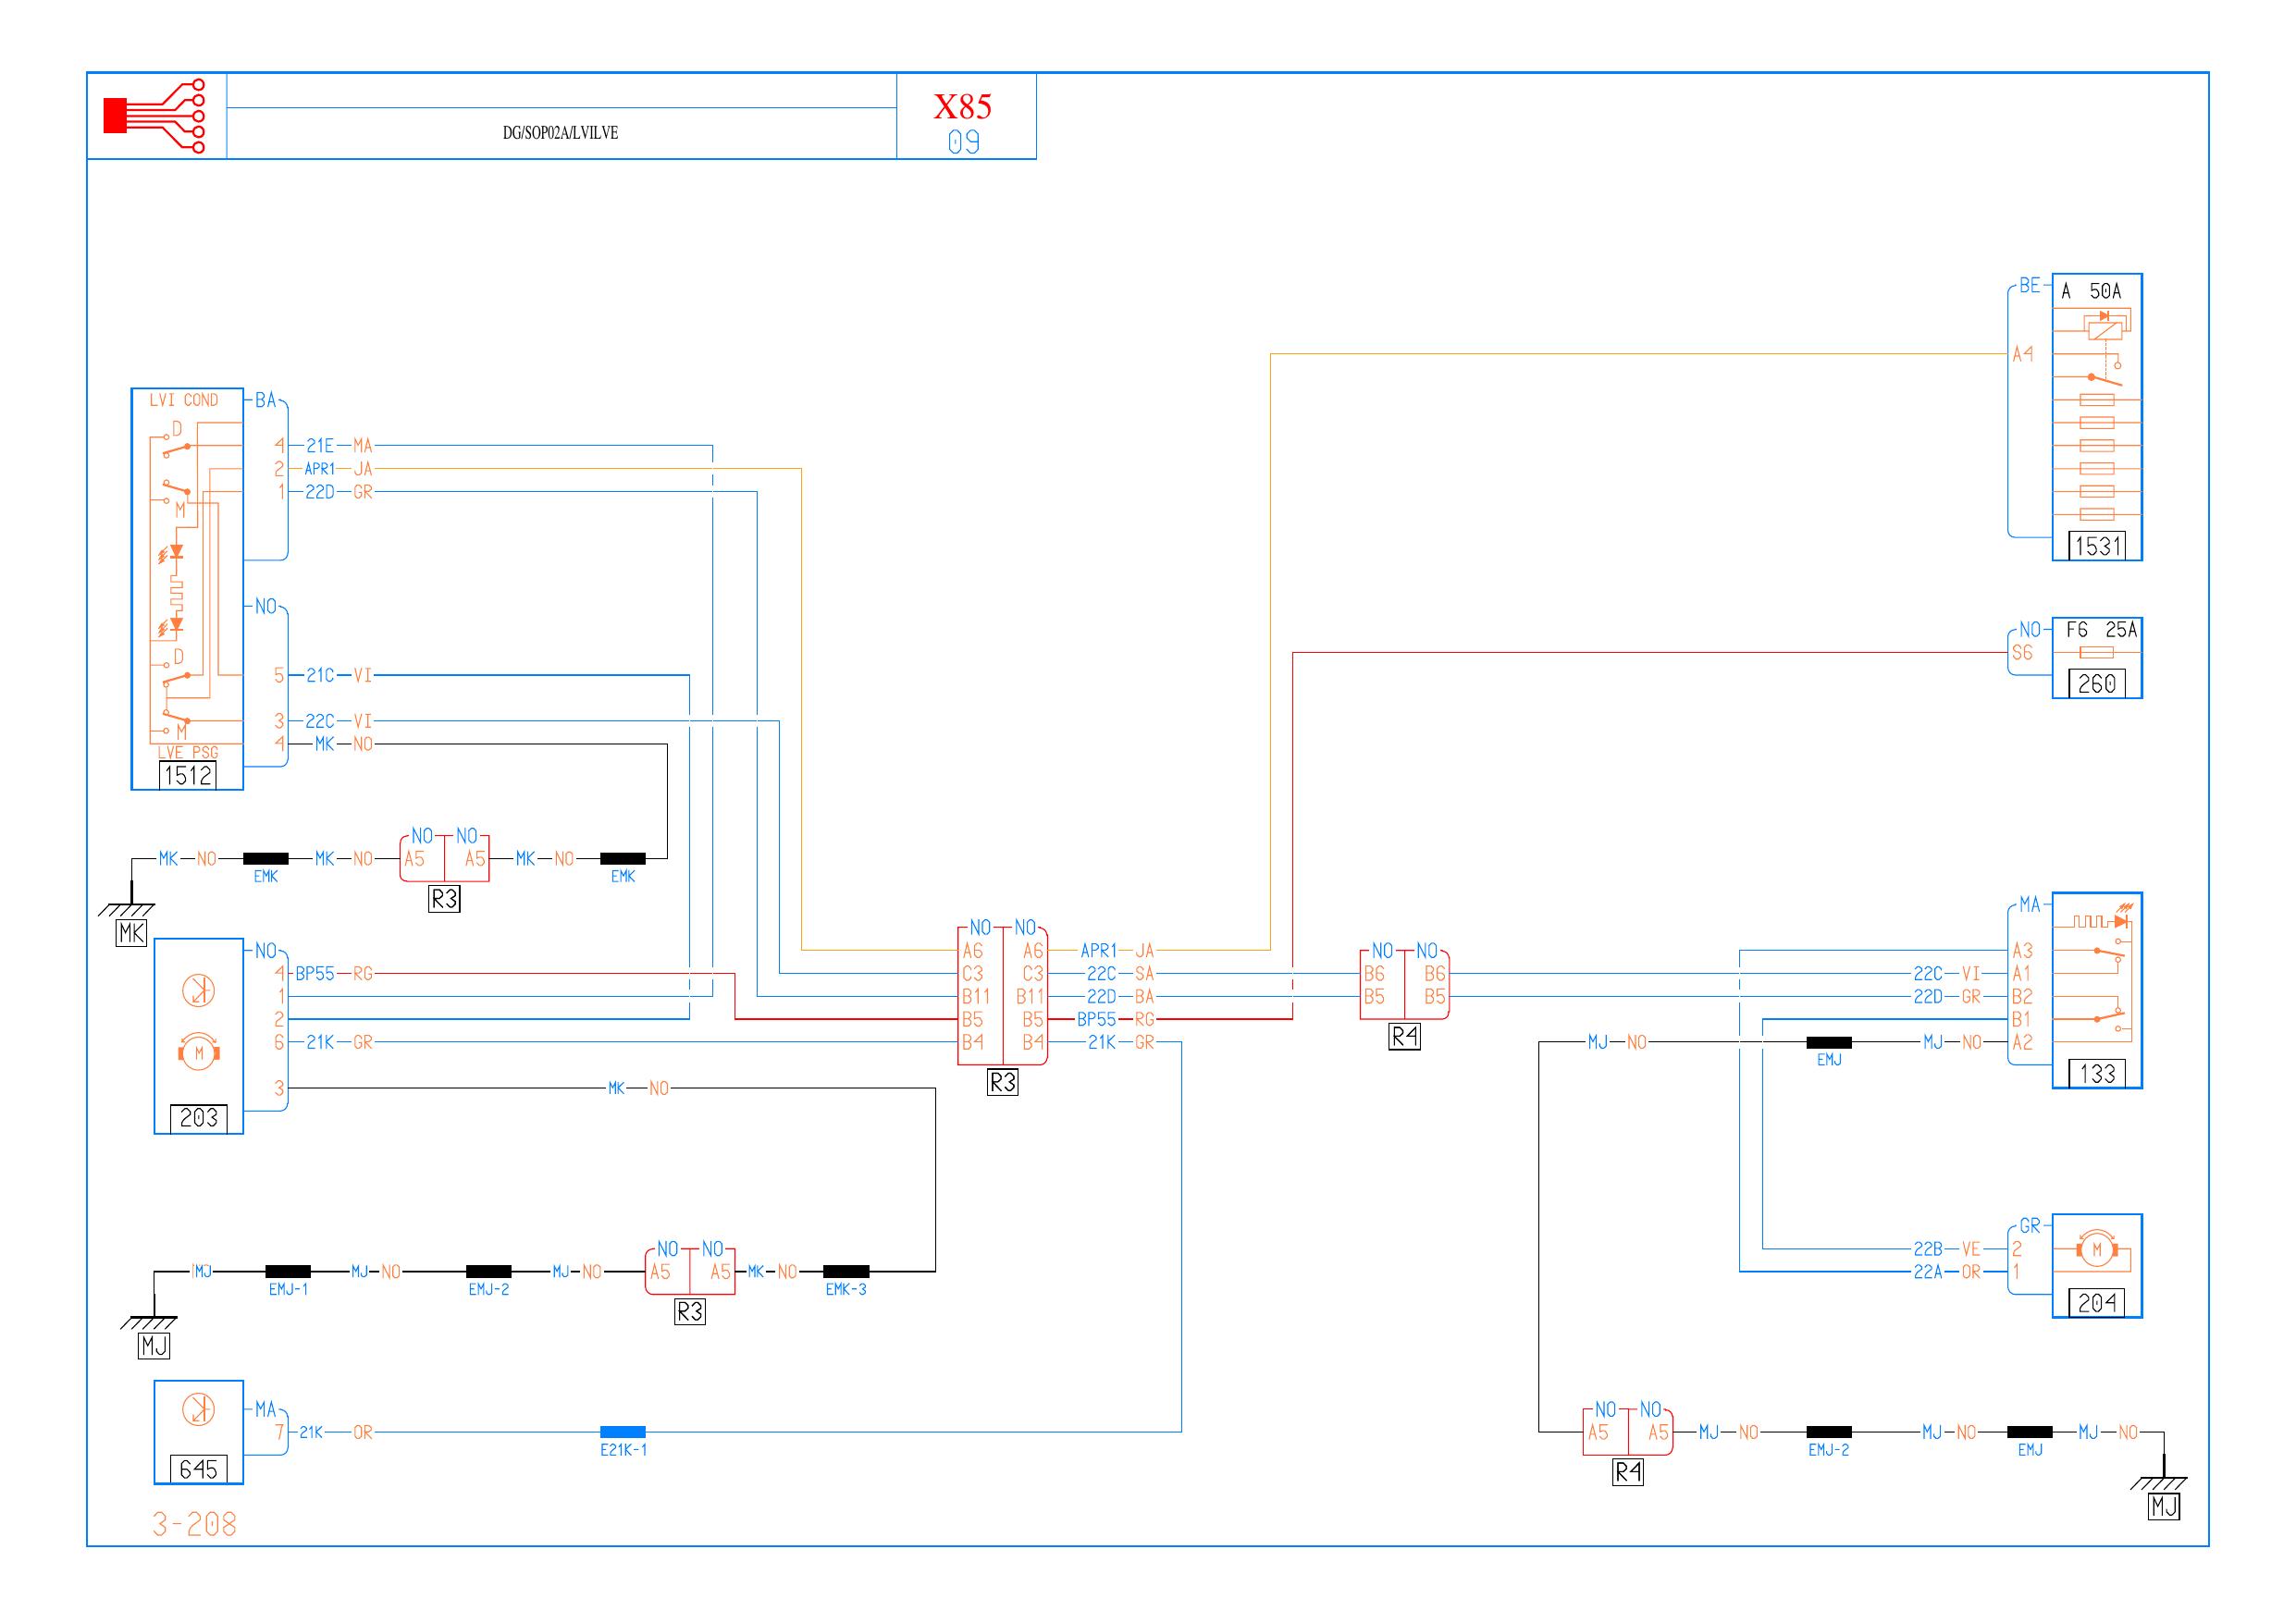 X85
DG/SOP02A/LVILVE
09
BE A 50A
A4
1531
LVI COND BA
D
4 21E MA
2 APR1 JA
1 22D GR
M
NO
D
5 21C VI
3 22C VI
M
4 MK NO
LVE PSG
1512
NO F6 25A
S6
260
NO NO
MK NO MK NO A5 A5 MK NO
EMK EMK
R3
MK
NO
4 BP55 RG
1
2
6 21K GR
M
3 MK NO
203
NO NO
A6 A6 APR1 JA
C3 C3 22C SA
B11 B11 22D BA
B5 B5 BP55 RG
B4 B4 21K GR
R3
NO NO
B6 B6
B5 B5
R4
MA
A3
22C VI A1
22D GR B2
B1
MJ NO MJ NO A2
EMJ
133
NO NO
MJ MJ NO MJ NO A5 A5 MK NO
EMJ-1 EMJ-2 EMK-3
R3
MJ
GR
22B VE 2 M
22A OR 1
204
MA
7 21K OR
E21K-1
645
NO NO
A5 A5 MJ NO MJ NO MJ NO
EMJ-2 EMJ
R4
MJ
3-208